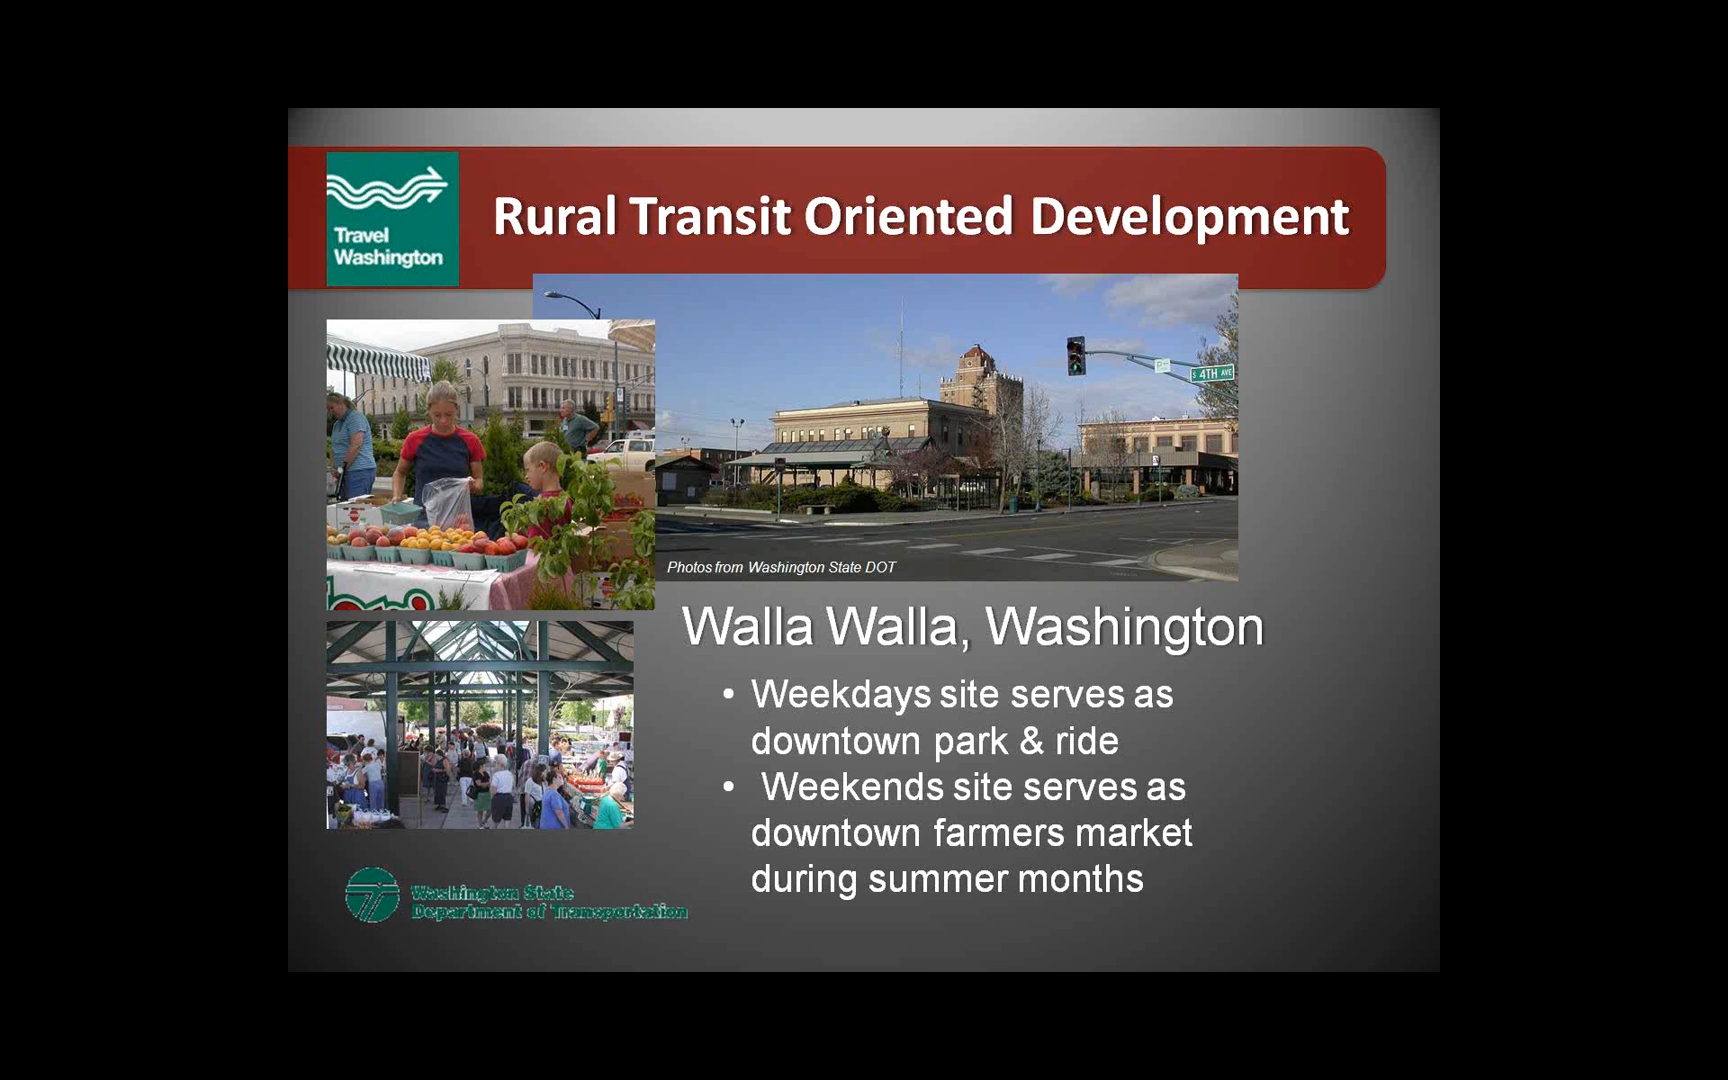 Travel
Washington
Rural Transit Oriented Development
S 4TH AVE
Photos from Washington State DOT
Walla Walla, Washington
• Weekdays site serves as
downtown park & ride
• Weekends site serves as
downtown farmers market
during summer months
Washington State
Department of Transportation